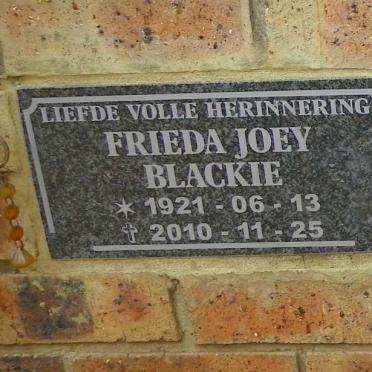 LIEFDE VOLLE HERINNERING
FRIEDA JOEY
BLACKIE
1921 - 06 - 13
2010 - 11 - 25